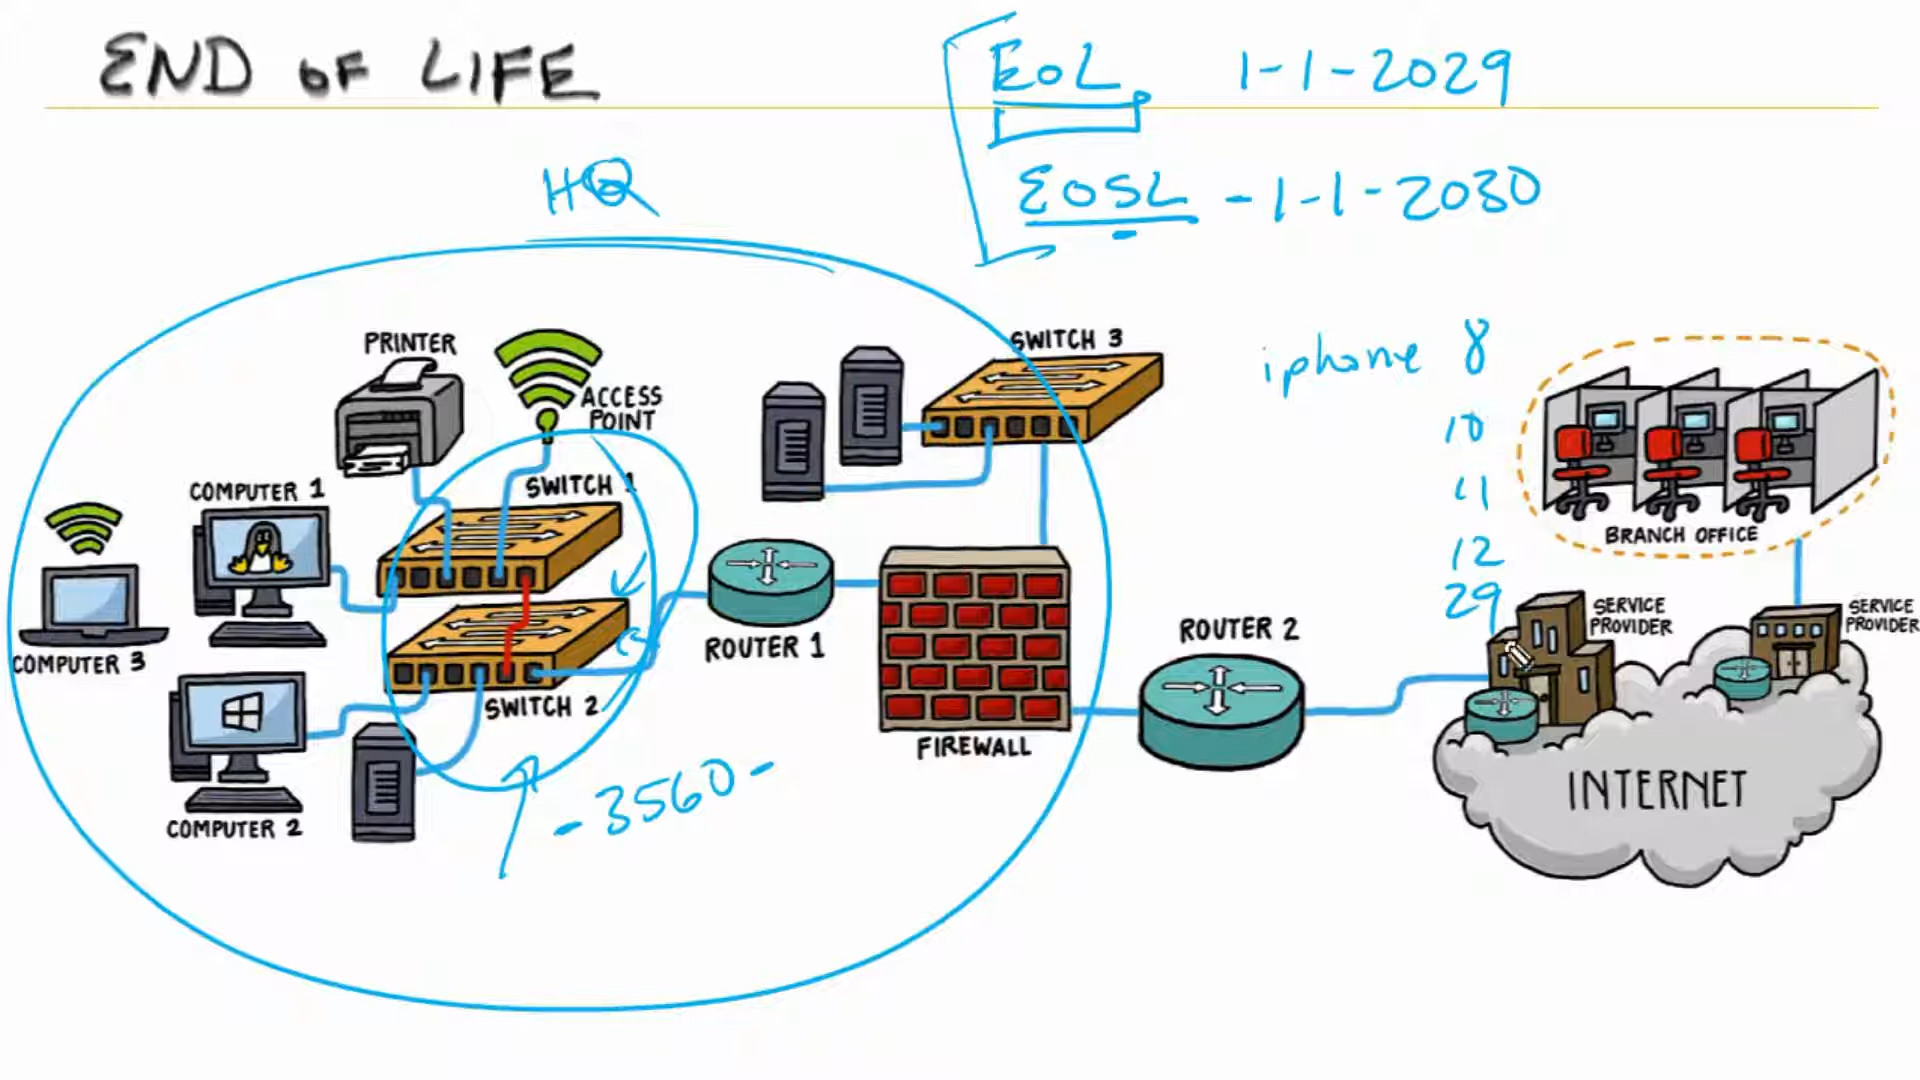 END OF LIFE
EOL 1-1-2029
EOSL - 1-1-2030
HQ
PRINTER
ACCESS
POINT
SWITCH 3
iphone 8
10
11
12
29
COMPUTER 1
SWITCH 1
COMPUTER 3
SWITCH 2
COMPUTER 2
- 3560 -
ROUTER 1
FIREWALL
ROUTER 2
BRANCH OFFICE
SERVICE
PROVIDER
SERVICE
PROVIDER
INTERNET